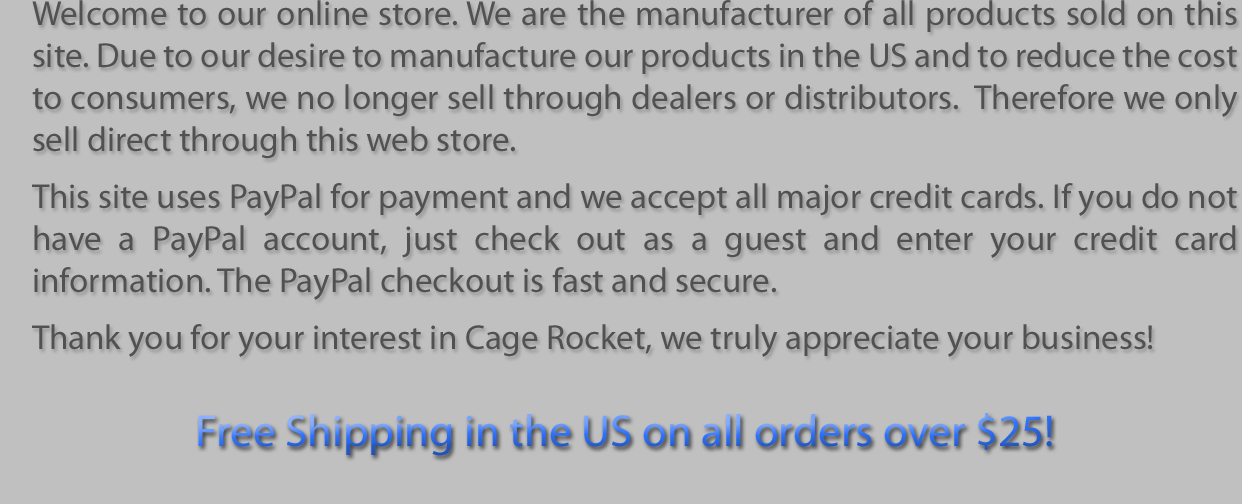 Welcome to our online store. We are the manufacturer of all products sold on this
site. Due to our desire to manufacture our products in the US and to reduce the cost
to consumers, we no longer sell through dealers or distributors.  Therefore we only
sell direct through this web store.
This site uses PayPal for payment and we accept all major credit cards. If you do not
have a PayPal account, just check out as a guest and enter your credit card
information. The PayPal checkout is fast and secure.
Thank you for your interest in Cage Rocket, we truly appreciate your business!
Free Shipping in the US on all orders over $25!